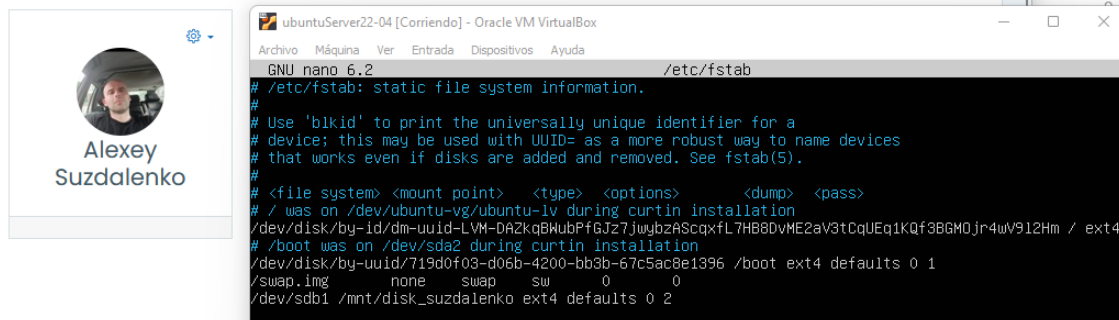 Alexey
Suzdalenko
ubuntuServer22-04 [Corriendo] - Oracle VM VirtualBox
Archivo Máquina Ver Entrada Dispositivos Ayuda
GNU nano 6.2 /etc/fstab
# /etc/fstab: static file system information.
#
# Use 'blkid' to print the universally unique identifier for a
# device; this may be used with UUID= as a more robust way to name devices
# that works even if disks are added and removed. See fstab(5).
#
# <file system> <mount point> <type> <options> <dump> <pass>
# / was on /dev/ubuntu-vg/ubuntu-lv during curtin installation
/dev/disk/by-id/dm-uuid-LVM-DAZkqBWubPfGJz7jwybzAScqxfL7HB8DvME2aV3tCqUEq1KQf3BGMOjr4wV9l2Hm / ext4
# /boot was on /dev/sda2 during curtin installation
/dev/disk/by-uuid/719d0f03-d06b-4200-bb3b-67c5ac8e1396 /boot ext4 defaults 0 1
/swap.img none swap sw 0 0
/dev/sdb1 /mnt/disk_suzdalenko ext4 defaults 0 2